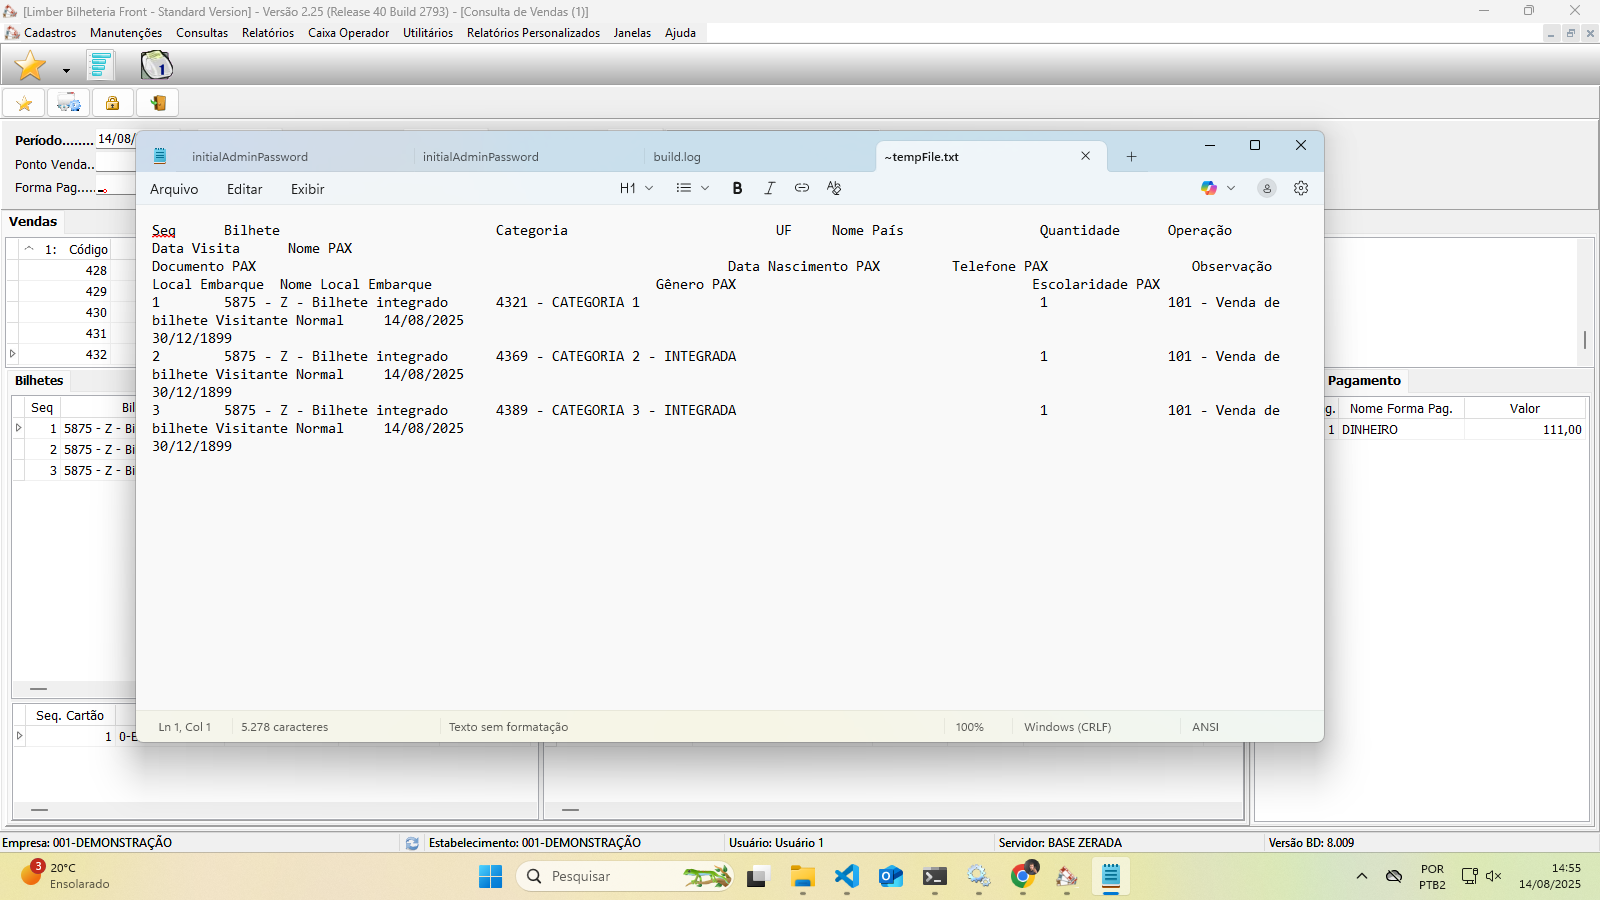 [Limber Bilheteria Front - Standard Version] - Versão 2.25 (Release 40 Build 2793) - [Consulta de Vendas (1)]
Cadastros Manutenções Consultas Relatórios Caixa Operador Utilitários Relatórios Personalizados Janelas Ajuda
1
Período........ 14/08/
Ponto Venda..
Forma Pag.....
initialAdminPassword initialAdminPassword build.log ~tempFile.txt
Arquivo Editar Exibir H1 B I
Seq Bilhete Categoria UF Nome País Quantidade Operação
Data Visita Nome PAX
Documento PAX Data Nascimento PAX Telefone PAX Observação
Local Embarque Nome Local Embarque Gênero PAX Escolaridade PAX
1 5875 - Z - Bilhete integrado 4321 - CATEGORIA 1 1 101 - Venda de
bilhete Visitante Normal 14/08/2025
30/12/1899
2 5875 - Z - Bilhete integrado 4369 - CATEGORIA 2 - INTEGRADA 1 101 - Venda de
bilhete Visitante Normal 14/08/2025
30/12/1899
3 5875 - Z - Bilhete integrado 4389 - CATEGORIA 3 - INTEGRADA 1 101 - Venda de
bilhete Visitante Normal 14/08/2025
30/12/1899
Ln 1, Col 1 5.278 caracteres Texto sem formatação 100% Windows (CRLF) ANSI
Vendas
1: Código
428
429
430
431
432
Bilhetes
Seq Bil
1 5875 - Z - Bi
2 5875 - Z - Bi
3 5875 - Z - Bi
Pagamento
g. Nome Forma Pag. Valor
1 DINHEIRO 111,00
Seq. Cartão
1 0-E
Empresa: 001-DEMONSTRAÇÃO Estabelecimento: 001-DEMONSTRAÇÃO Usuário: Usuário 1 Servidor: BASE ZERADA Versão BD: 8.009
3 20°C
Ensolarado
Pesquisar
POR
PTB2
14:55
14/08/2025